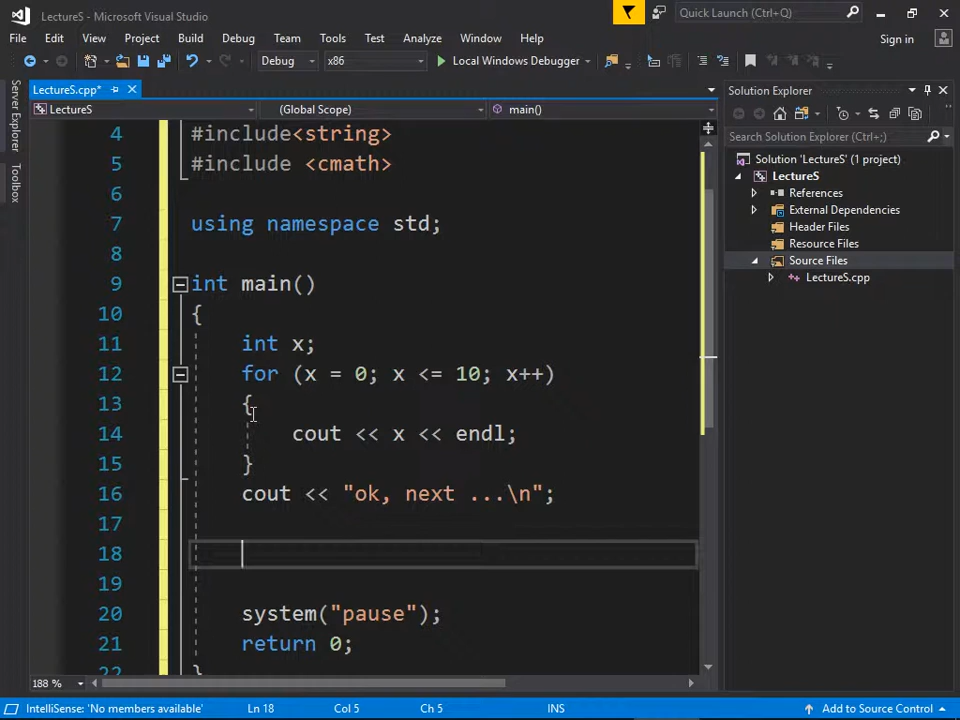 LectureS - Microsoft Visual Studio
Quick Launch (Ctrl+Q)
File Edit View Project Build Debug Team Tools Test Analyze Window Help
Sign in
Debug x86 Local Windows Debugger
Server Explorer
Toolbox
LectureS.cpp*
LectureS (Global Scope) main()
4 #include<string>
5 #include <cmath>
6
7 using namespace std;
8
9 int main()
10 {
11 int x;
12 for (x = 0; x <= 10; x++)
13 {
14 cout << x << endl;
15 }
16 cout << "ok, next ...\n";
17
18
19
20 system("pause");
21 return 0;
22 }
188 %
Solution Explorer
Search Solution Explorer (Ctrl+;)
Solution 'LectureS' (1 project)
LectureS
References
External Dependencies
Header Files
Resource Files
Source Files
LectureS.cpp
IntelliSense: 'No members available' Ln 18 Col 5 Ch 5 INS Add to Source Control